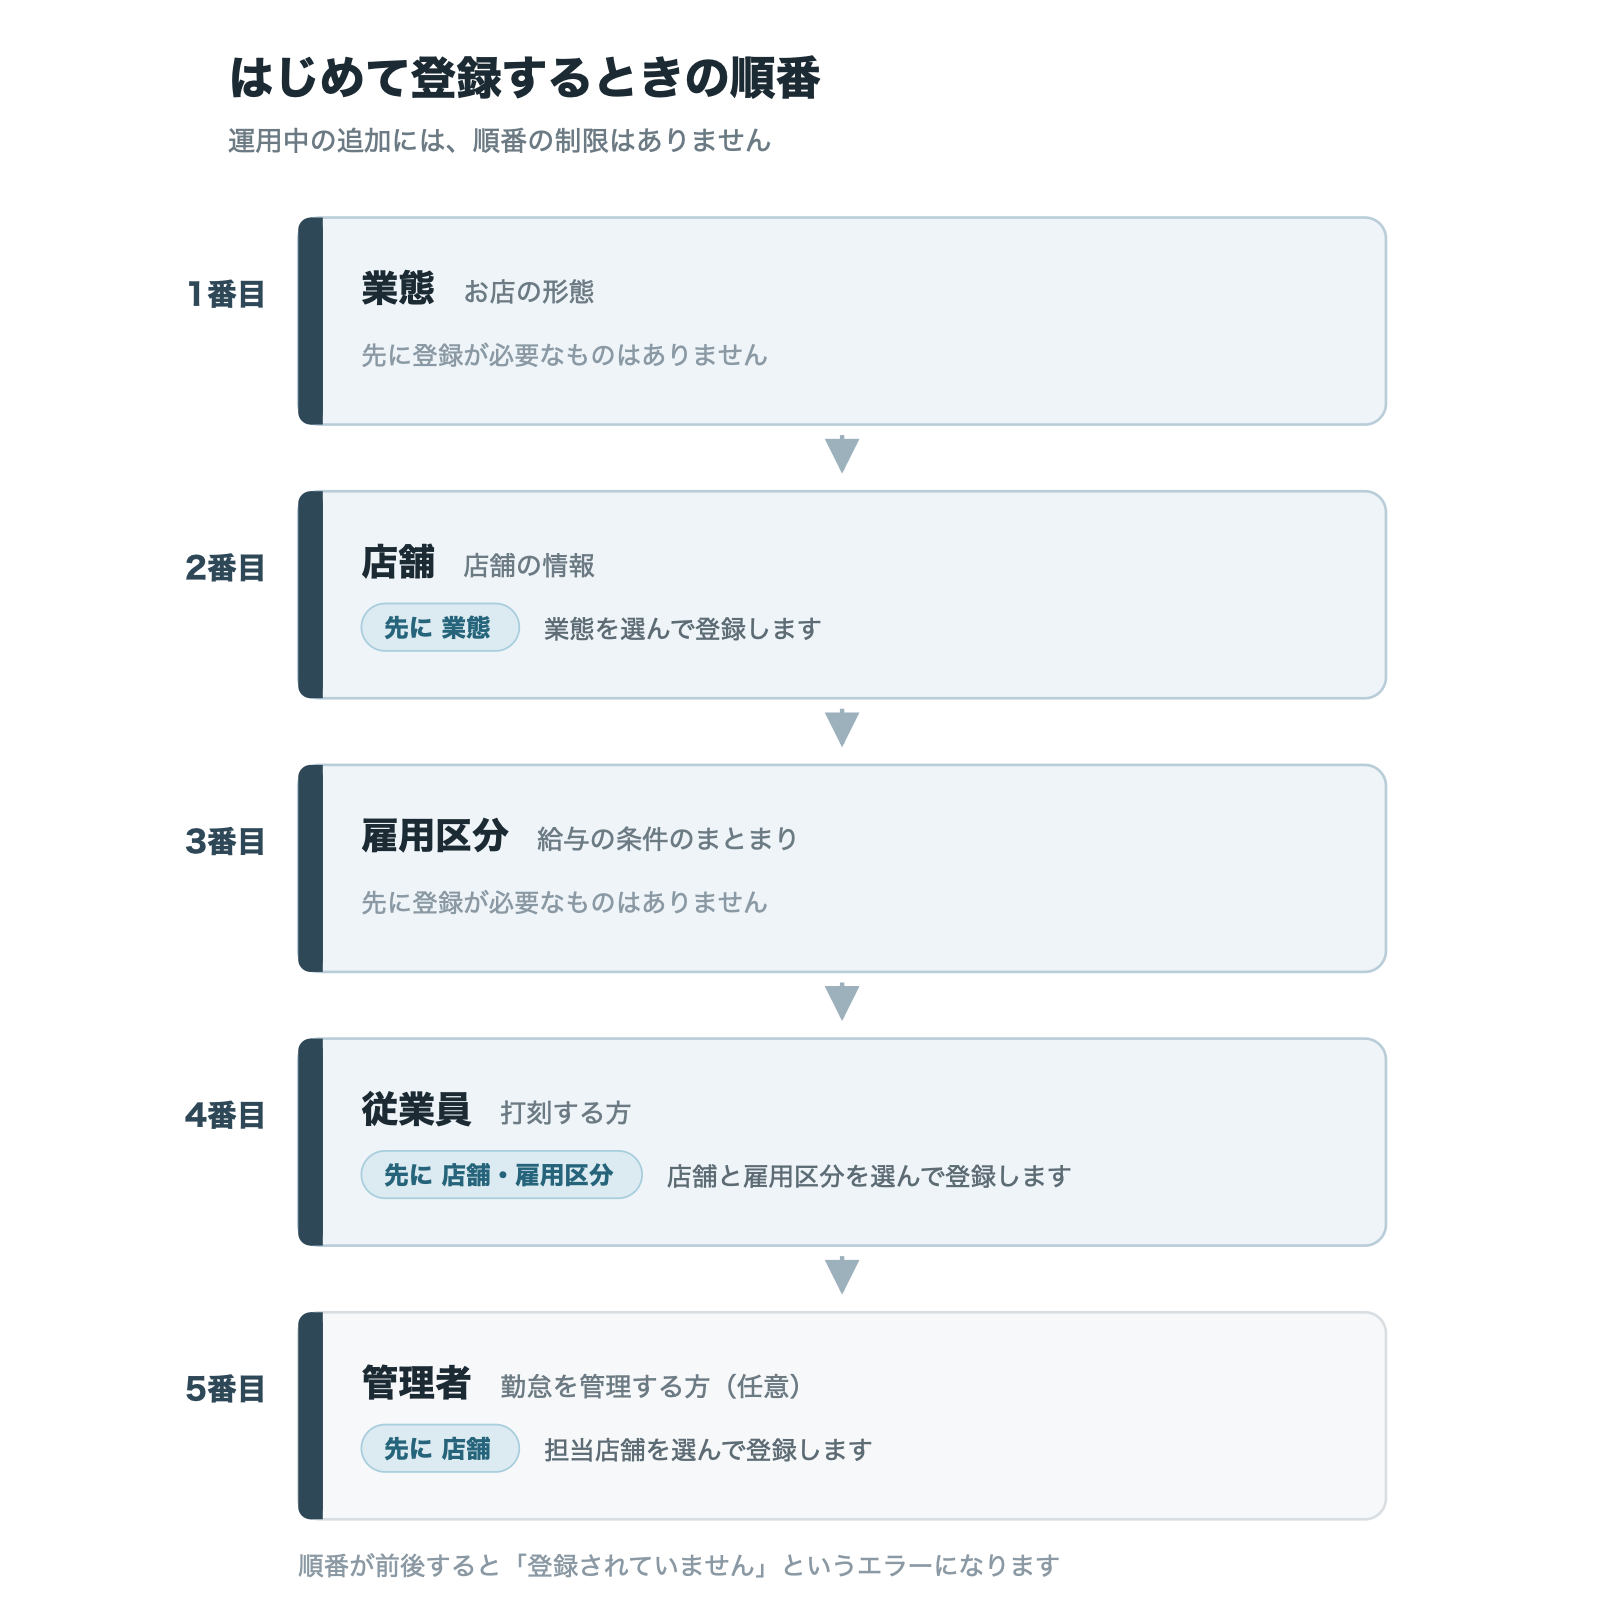 はじめて登録するときの順番
運用中の追加には、順番の制限はありません
1番目
業態 お店の形態
先に登録が必要なものはありません
2番目
店舗 店舗の情報
先に 業態 業態を選んで登録します
3番目
雇用区分 給与の条件のまとまり
先に登録が必要なものはありません
4番目
従業員 打刻する方
先に 店舗・雇用区分 店舗と雇用区分を選んで登録します
5番目
管理者 勤怠を管理する方（任意）
先に 店舗 担当店舗を選んで登録します
順番が前後すると「登録されていません」というエラーになります